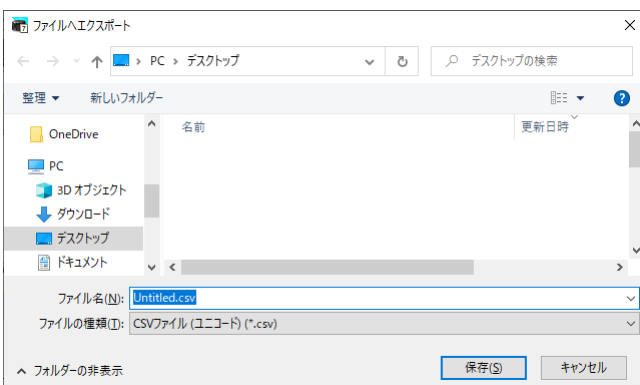 ファイルへエクスポート
PC › デスクトップ
デスクトップの検索
整理
新しいフォルダー
OneDrive
PC
3D オブジェクト
ダウンロード
デスクトップ
ドキュメント
名前
更新日時
ファイル名(N): Untitled.csv
ファイルの種類(T): CSVファイル (ユニコード) (*.csv)
フォルダーの非表示
保存(S)
キャンセル